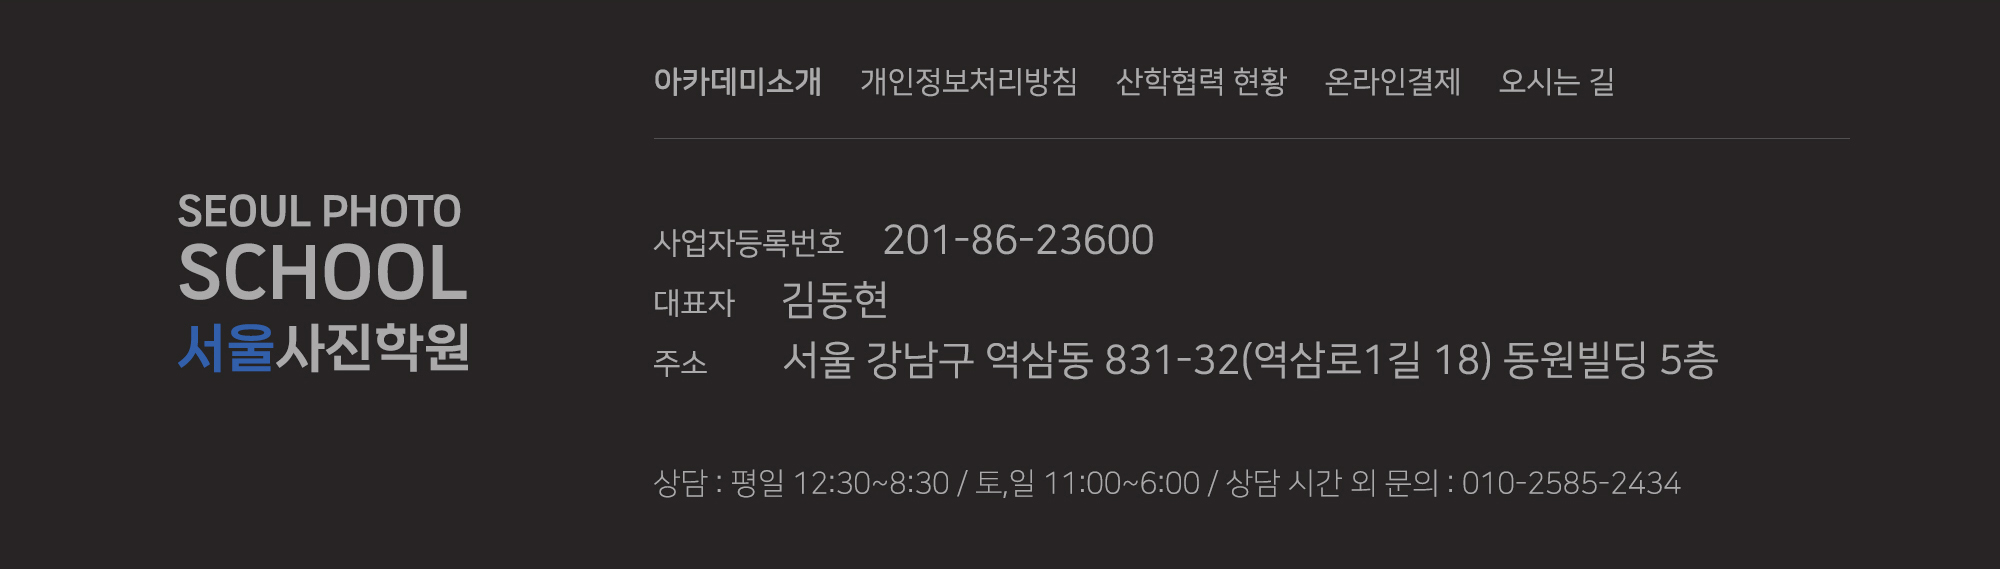 아카데미소개 개인정보처리방침 산학협력 현황 온라인결제 오시는 길
SEOUL PHOTO
SCHOOL
서울사진학원
사업자등록번호 201-86-23600
대표자 김동현
주소 서울 강남구 역삼동 831-32(역삼로1길 18) 동원빌딩 5층
상담 : 평일 12:30~8:30 / 토,일 11:00~6:00 / 상담 시간 외 문의 : 010-2585-2434